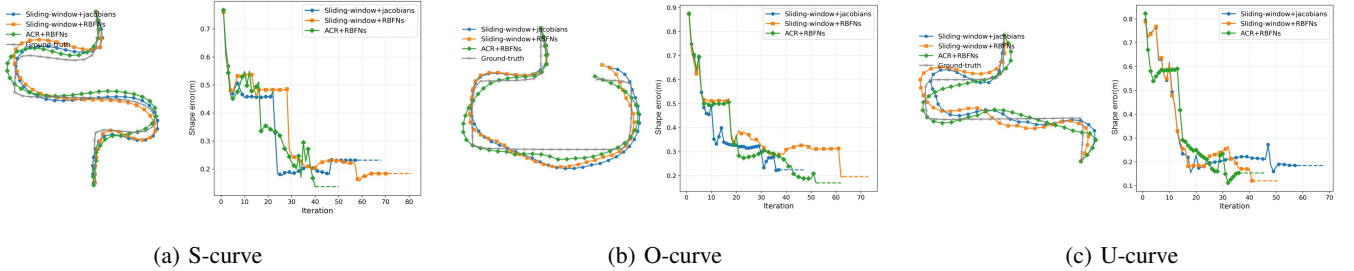 Sliding-window+jacobians
Sliding-window+RBFNs
ACR+RBFNs
Ground-truth
Shape error(m)
0.8
0.7
0.6
0.5
0.4
0.3
0.2
Sliding-window+jacobians
Sliding-window+RBFNs
ACR+RBFNs
0 10 20 30 40 50 60 70 80
Iteration
(a) S-curve
Sliding-window+jacobians
Sliding-window+RBFNs
ACR+RBFNs
Ground-truth
Shape error(m)
0.9
0.8
0.7
0.6
0.5
0.4
0.3
0.2
Sliding-window+jacobians
Sliding-window+RBFNs
ACR+RBFNs
0 10 20 30 40 50 60 70
Iteration
(b) O-curve
Sliding-window+jacobians
Sliding-window+RBFNs
ACR+RBFNs
Ground-truth
Shape error(m)
0.9
0.8
0.7
0.6
0.5
0.4
0.3
0.2
0.1
Sliding-window+jacobians
Sliding-window+RBFNs
ACR+RBFNs
0 10 20 30 40 50 60 70
Iteration
(c) U-curve